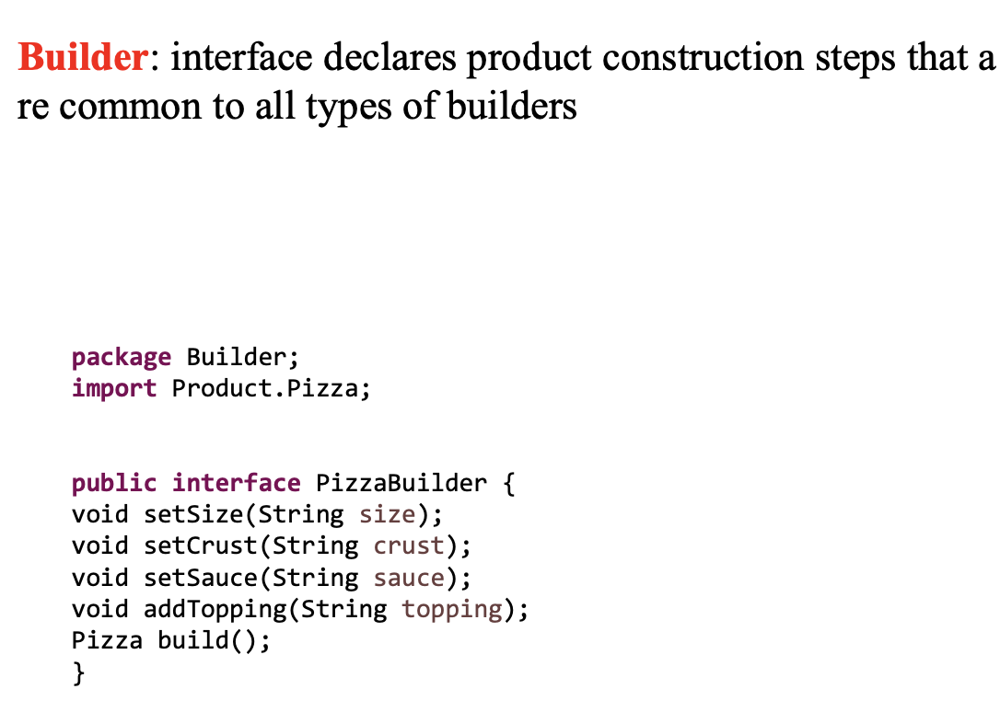 Builder: interface declares product construction steps that a
re common to all types of builders
package Builder;
import Product.Pizza;
public interface PizzaBuilder {
void setSize(String size);
void setCrust(String crust);
void setSauce(String sauce);
void addTopping(String topping);
Pizza build();
}